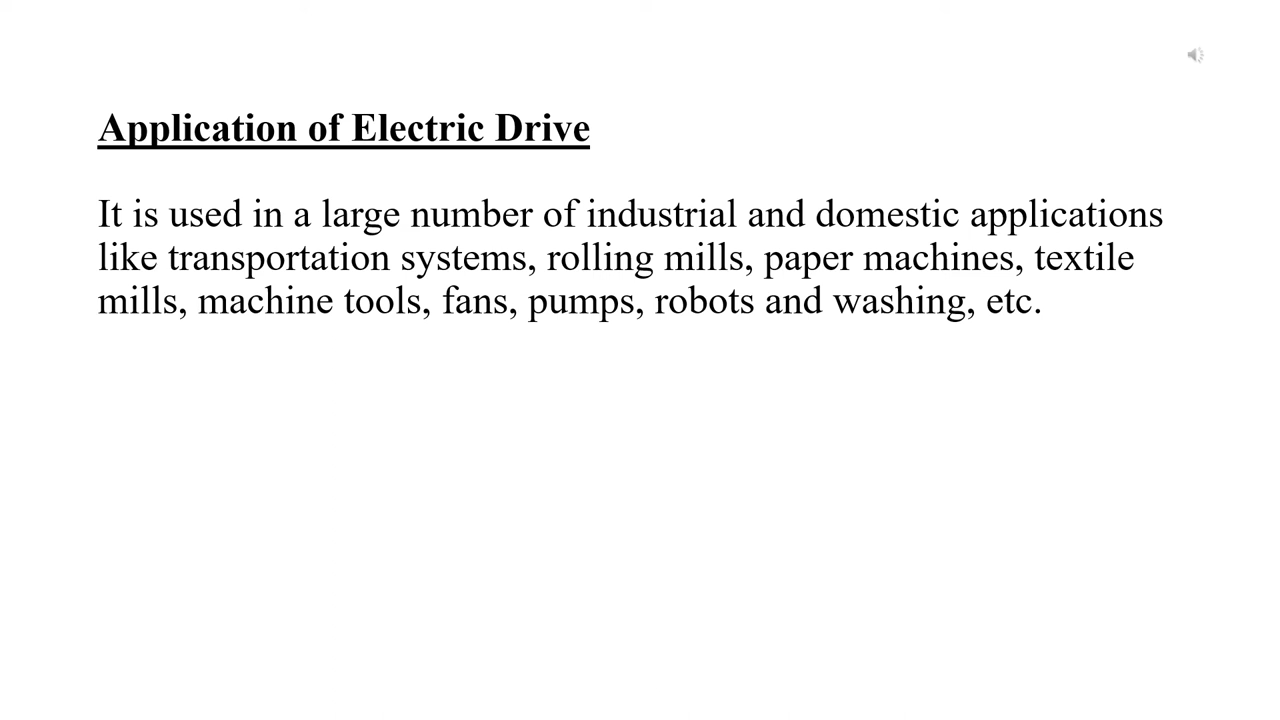 Application of Electric Drive
It is used in a large number of industrial and domestic applications
like transportation systems, rolling mills, paper machines, textile
mills, machine tools, fans, pumps, robots and washing, etc.